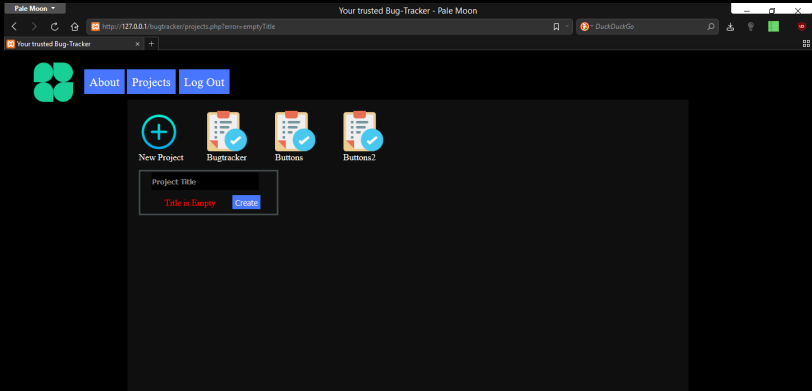 Pale Moon
Your trusted Bug-Tracker - Pale Moon
http://127.0.0.1/bugtracker/projects.php?error=emptyTitle
DuckDuckGo
Your trusted Bug-Tracker
About
Projects
Log Out
New Project
Bugtracker
Buttons
Buttons2
Project Title
Title is Empty
Create